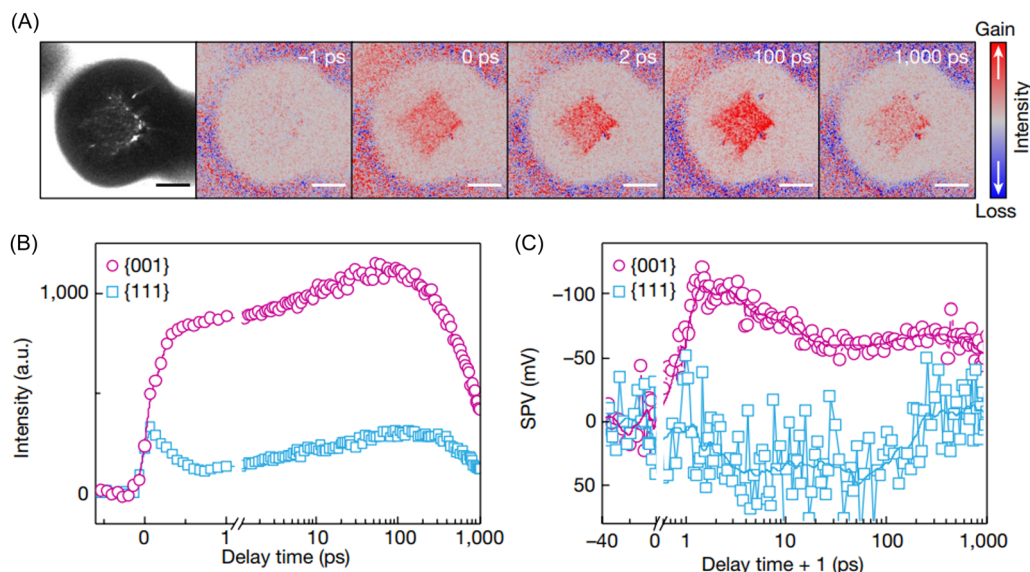 (A)
−1 ps
0 ps
2 ps
100 ps
1,000 ps
Gain
Intensity
Loss
(B)
{001}
{111}
1,000
0
Intensity (a.u.)
0 1 10 100 1,000
Delay time (ps)
(C)
{001}
{111}
−100
−50
0
50
SPV (mV)
−40 0 1 10 100 1,000
Delay time + 1 (ps)